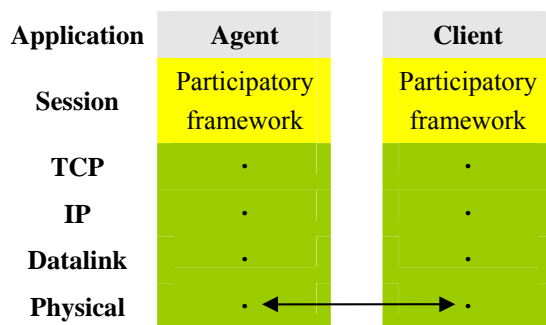 Application Agent Client
Session Participatory framework Participatory framework
TCP · ·
IP · ·
Datalink · ·
Physical · ·